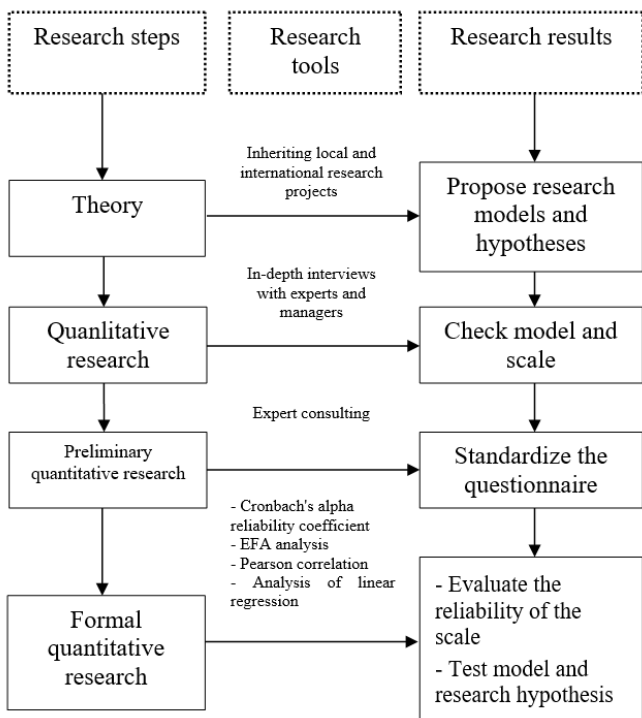 Research steps
Research
tools
Research results
Inheriting local and
international research
projects
Theory
Propose research
models and
hypotheses
In-depth interviews
with experts and
managers
Quanlitative
research
Check model and
scale
Expert consulting
Preliminary
quantitative research
Standardize the
questionnaire
- Cronbach's alpha
reliability coefficient
- EFA analysis
- Pearson correlation
- Analysis of linear
regression
Formal
quantitative
research
- Evaluate the
reliability of the
scale
- Test model and
research hypothesis